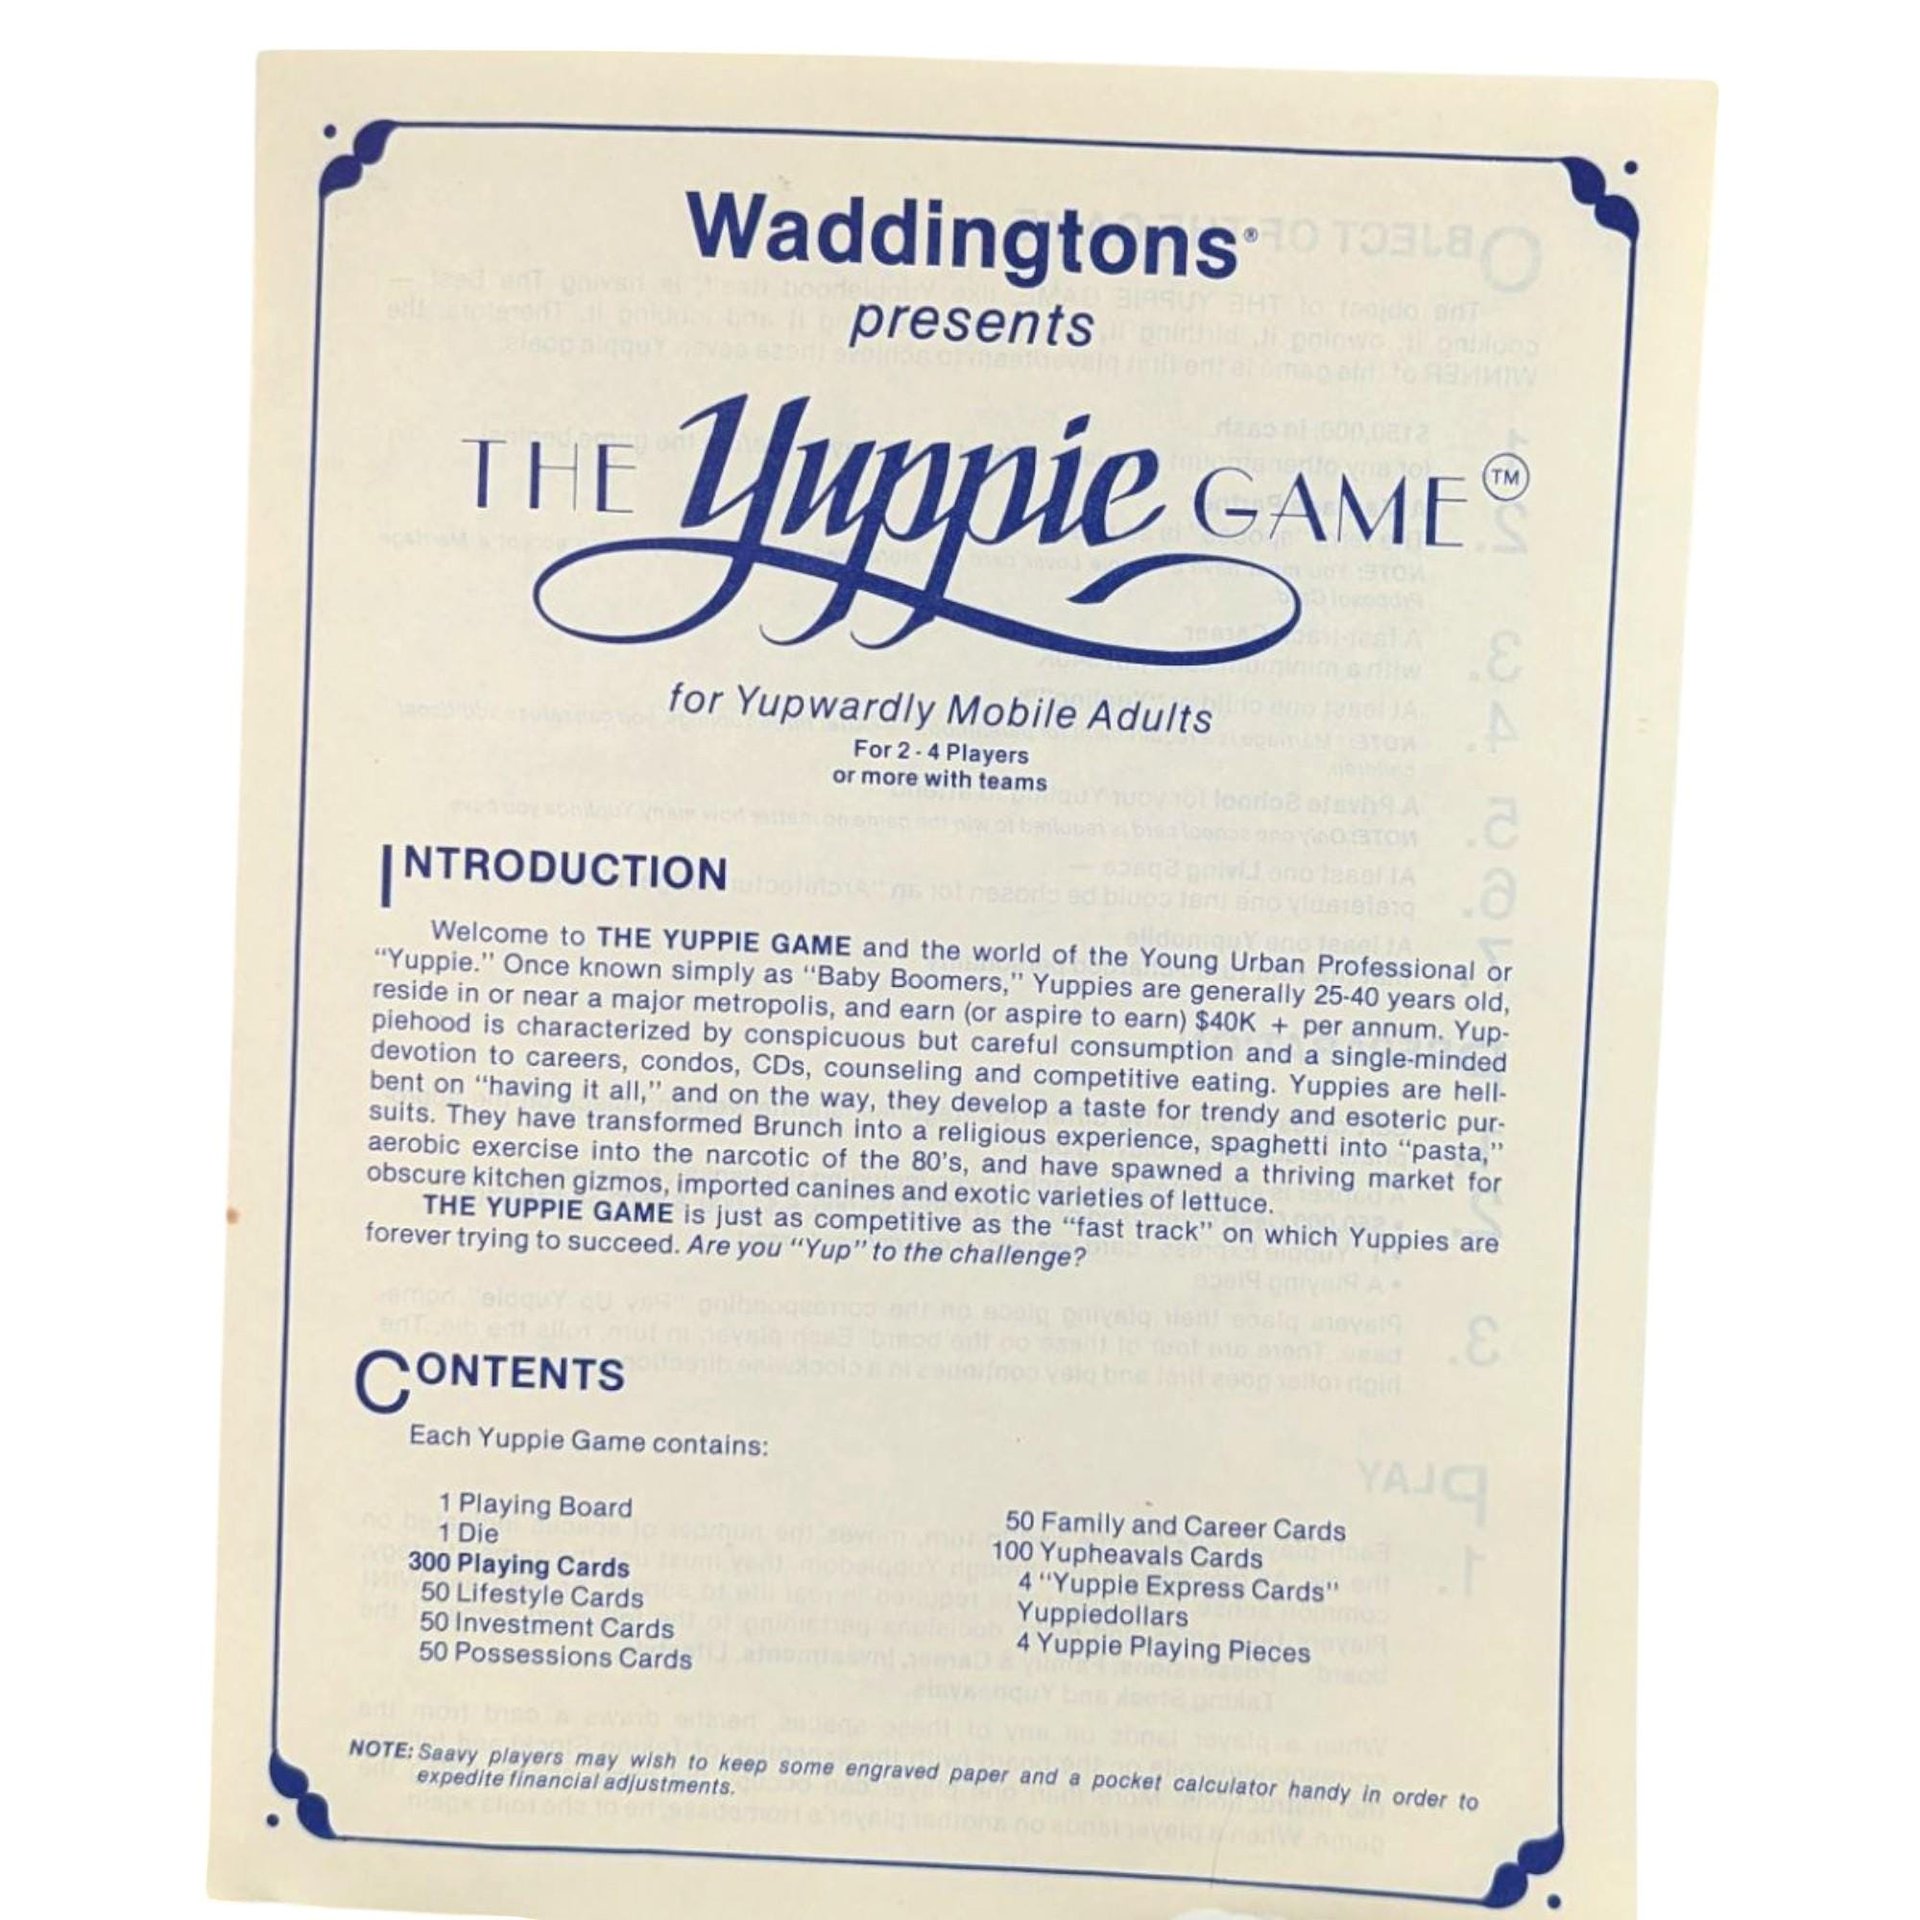 Waddingtons®
presents
THE Yuppie GAME™
for Yupwardly Mobile Adults
For 2 - 4 Players
or more with teams
INTRODUCTION
Welcome to THE YUPPIE GAME and the world of the Young Urban Professional or
“Yuppie.” Once known simply as “Baby Boomers,” Yuppies are generally 25-40 years old,
reside in or near a major metropolis, and earn (or aspire to earn) $40K + per annum. Yup-
piehood is characterized by conspicuous but careful consumption and a single-minded
devotion to careers, condos, CDs, counseling and competitive eating. Yuppies are hell-
bent on “having it all,” and on the way, they develop a taste for trendy and esoteric pur-
suits. They have transformed Brunch into a religious experience, spaghetti into “pasta,”
aerobic exercise into the narcotic of the 80's, and have spawned a thriving market for
obscure kitchen gizmos, imported canines and exotic varieties of lettuce.
THE YUPPIE GAME is just as competitive as the “fast track” on which Yuppies are
forever trying to succeed. Are you “Yup” to the challenge?
CONTENTS
Each Yuppie Game contains:
1 Playing Board
1 Die
300 Playing Cards
50 Lifestyle Cards
50 Investment Cards
50 Possessions Cards
50 Family and Career Cards
100 Yupheavals Cards
4 “Yuppie Express Cards”
Yuppiedollars
4 Yuppie Playing Pieces
NOTE: Saavy players may wish to keep some engraved paper and a pocket calculator handy in order to
expedite financial adjustments.